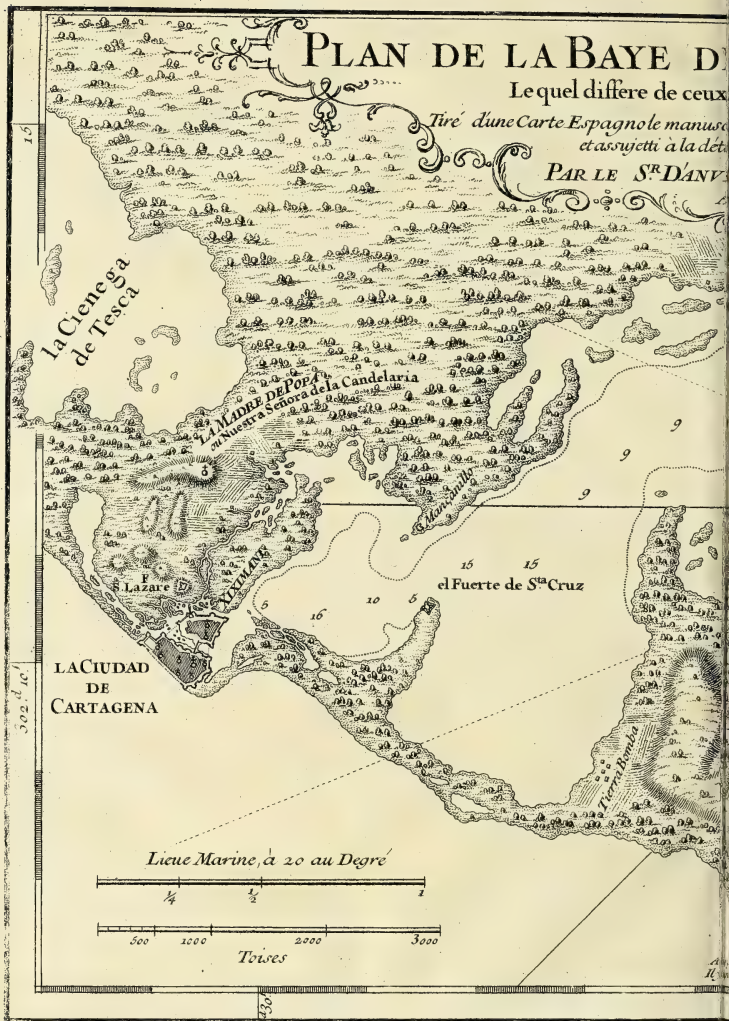 PLAN DE LA BAYE D
Le quel differe de ceux
Tiré d'une Carte Espagnole manusc
et assujetti à la dét
PAR LE SR. D'ANV
15
la Cienega
de Tesca
LA MADRE DE POPA
ou Nuestra Señora de la Candelaria
9
9
9
Manzanillo
15 15
el Fuerte de Sta. Cruz
F
S. Lazare
XIXIMANI
5 16 10 5
LA CIUDAD
DE
CARTAGENA
302d 10'
Tierra Bomba
Lieue Marine, à 20 au Degré
1/4 1/2 1
500 1000 2000 3000
Toises